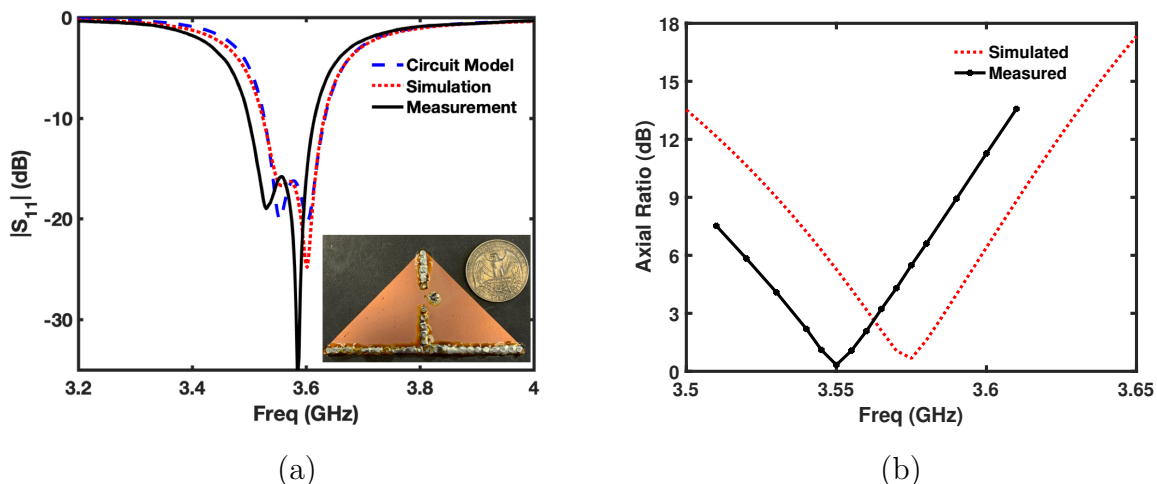 0
-10
-20
-30
|S11| (dB)
Circuit Model
Simulation
Measurement
3.2
3.4
3.6
3.8
4
Freq (GHz)
(a)
18
15
12
9
6
3
0
Axial Ratio (dB)
Simulated
Measured
3.5
3.55
3.6
3.65
Freq (GHz)
(b)